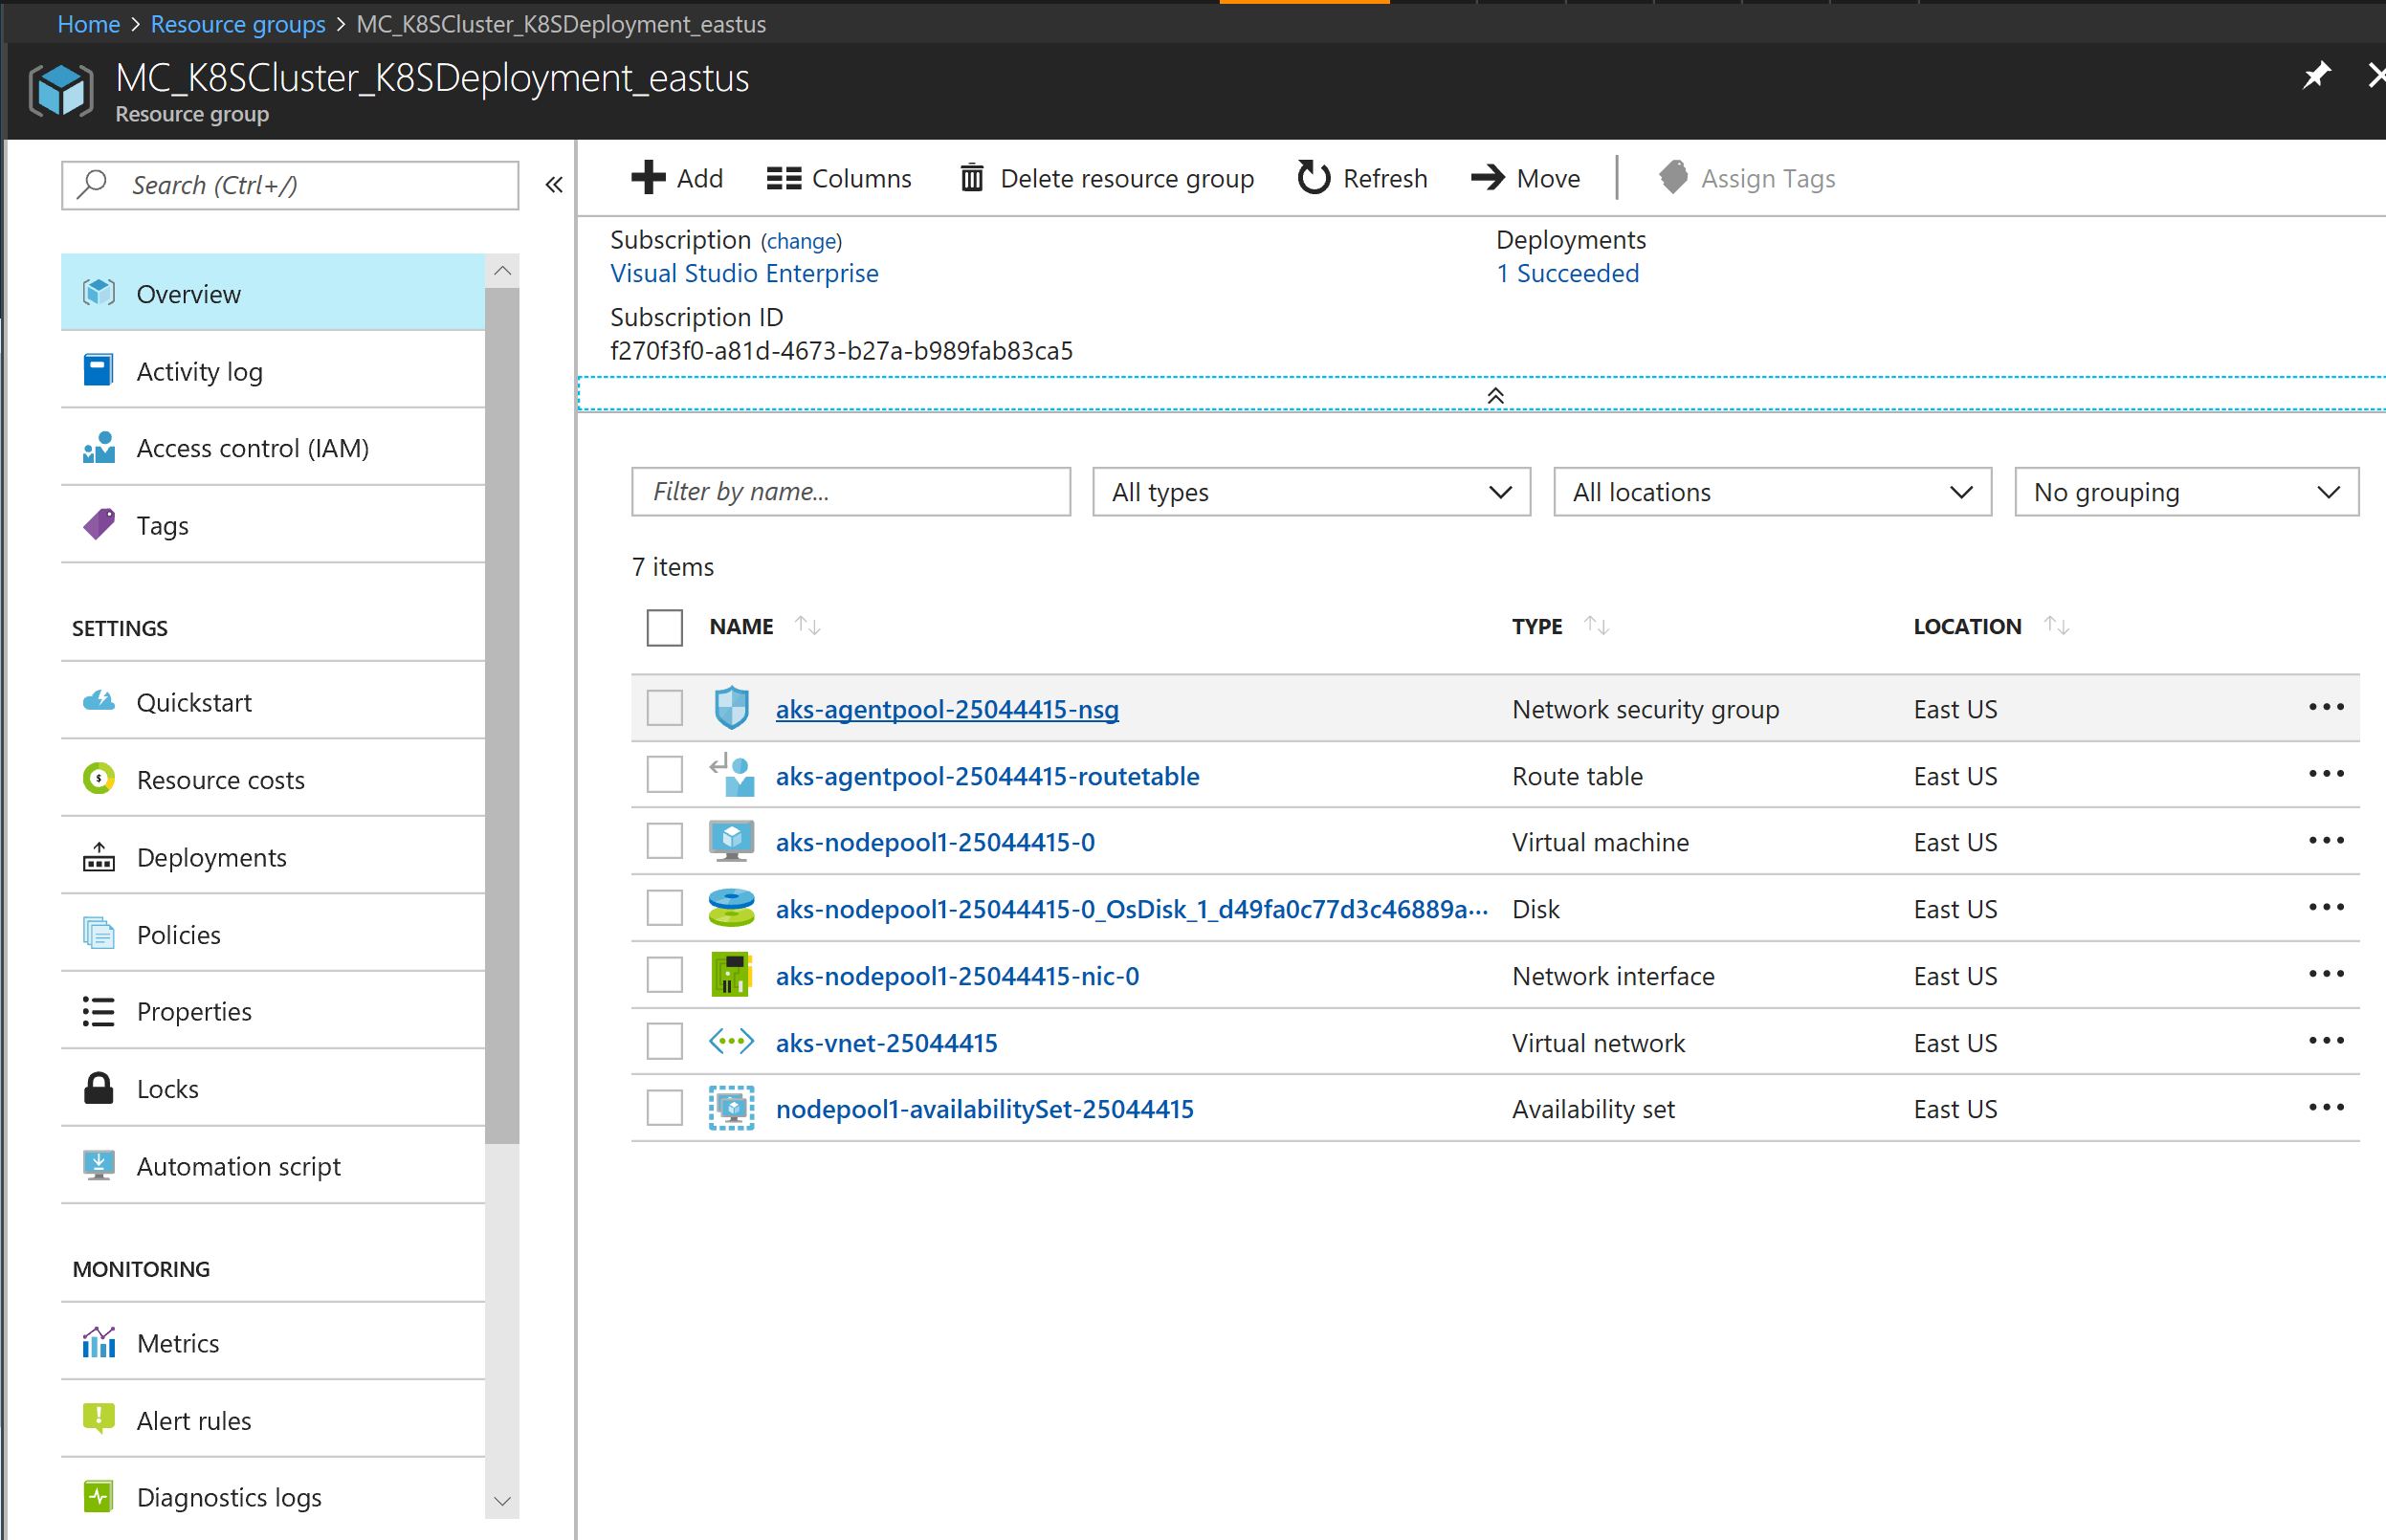 Home > Resource groups > MC_K8SCluster_K8SDeployment_eastus
MC_K8SCluster_K8SDeployment_eastus
Resource group
Search (Ctrl+/)
Overview
Activity log
Access control (IAM)
Tags
SETTINGS
Quickstart
Resource costs
Deployments
Policies
Properties
Locks
Automation script
MONITORING
Metrics
Alert rules
Diagnostics logs
Add Columns Delete resource group Refresh Move Assign Tags
Subscription (change) Deployments
Visual Studio Enterprise 1 Succeeded
Subscription ID
f270f3f0-a81d-4673-b27a-b989fab83ca5
Filter by name... All types All locations No grouping
7 items
NAME TYPE LOCATION
aks-agentpool-25044415-nsg Network security group East US
aks-agentpool-25044415-routetable Route table East US
aks-nodepool1-25044415-0 Virtual machine East US
aks-nodepool1-25044415-0_OsDisk_1_d49fa0c77d3c46889a... Disk East US
aks-nodepool1-25044415-nic-0 Network interface East US
aks-vnet-25044415 Virtual network East US
nodepool1-availabilitySet-25044415 Availability set East US